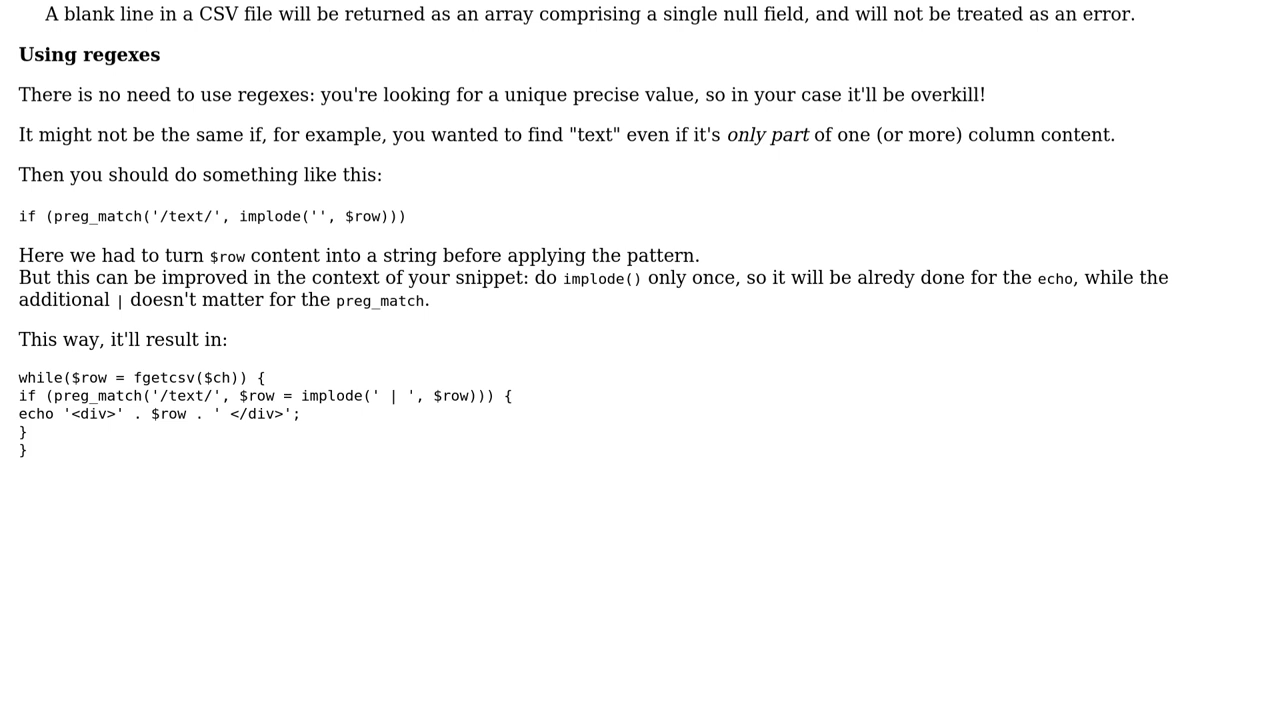 A blank line in a CSV file will be returned as an array comprising a single null field, and will not be treated as an error.
Using regexes
There is no need to use regexes: you're looking for a unique precise value, so in your case it'll be overkill!
It might not be the same if, for example, you wanted to find "text" even if it's only part of one (or more) column content.
Then you should do something like this:
if (preg_match('/text/', implode('', $row)))
Here we had to turn $row content into a string before applying the pattern.
But this can be improved in the context of your snippet: do implode() only once, so it will be alredy done for the echo, while the
additional | doesn't matter for the preg_match.
This way, it'll result in:
while($row = fgetcsv($ch)) {
if (preg_match('/text/', $row = implode(' | ', $row))) {
echo '<div>' . $row . ' </div>';
}
}